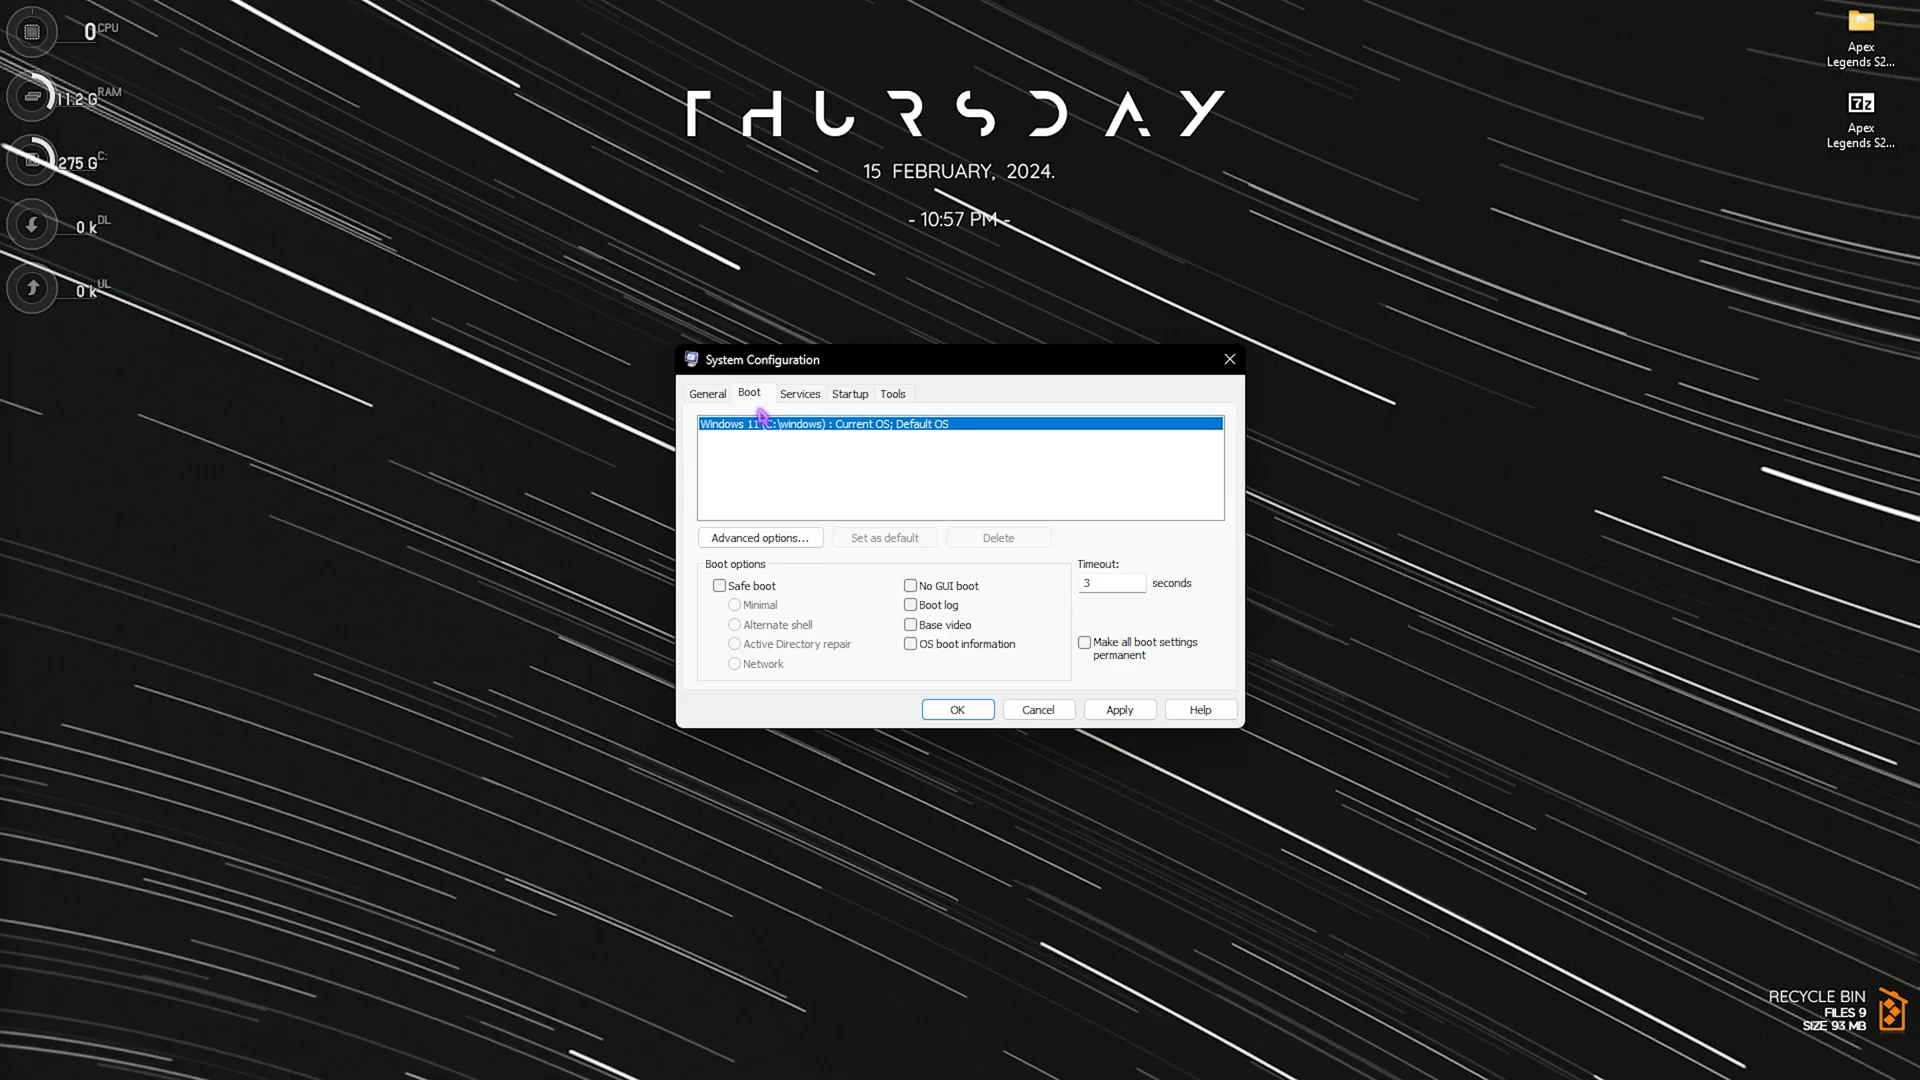 0 CPU
11.2 G RAM
275 G C:
0 k DL
0 k UL
THURSDAY
15 FEBRUARY, 2024.
- 10:57 PM -
Apex
Legends S2...
7z
Apex
Legends S2...
System Configuration
General Boot Services Startup Tools
Windows 11 (C:\windows) : Current OS; Default OS
Advanced options... Set as default Delete
Boot options
Safe boot
Minimal
Alternate shell
Active Directory repair
Network
No GUI boot
Boot log
Base video
OS boot information
Timeout:
3 seconds
Make all boot settings
permanent
OK Cancel Apply Help
RECYCLE BIN
FILES 9
SIZE 93 MB